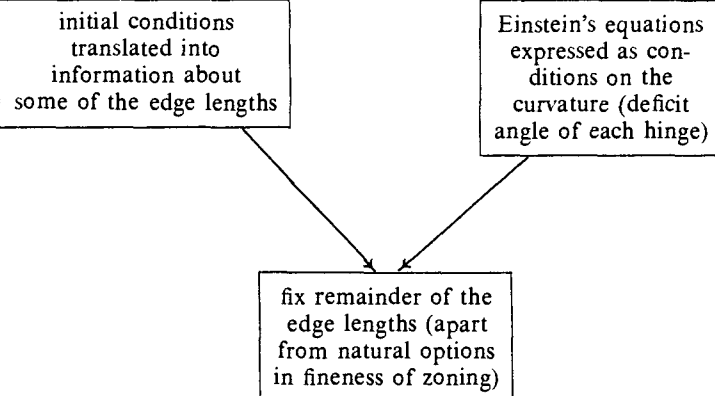 initial conditions
translated into
information about
some of the edge lengths
Einstein's equations
expressed as con-
ditions on the
curvature (deficit
angle of each hinge)
fix remainder of the
edge lengths (apart
from natural options
in fineness of zoning)